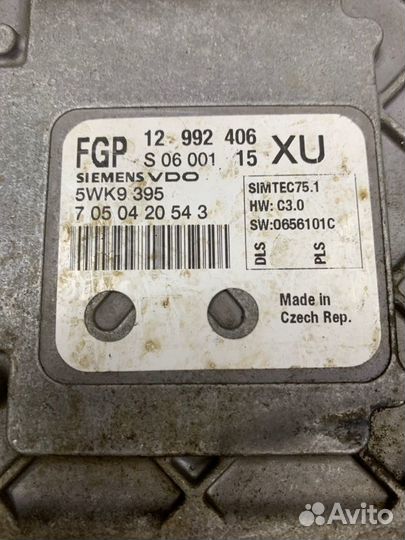 FGP 12 992 406 XU
S 06 001 15
SIEMENS VDO
5WK9 395
7 05 04 20 54 3
SIMTEC75.1
HW: C3.0
SW:0656101C
DLS PLS
Made in
Czech Rep.
Avito